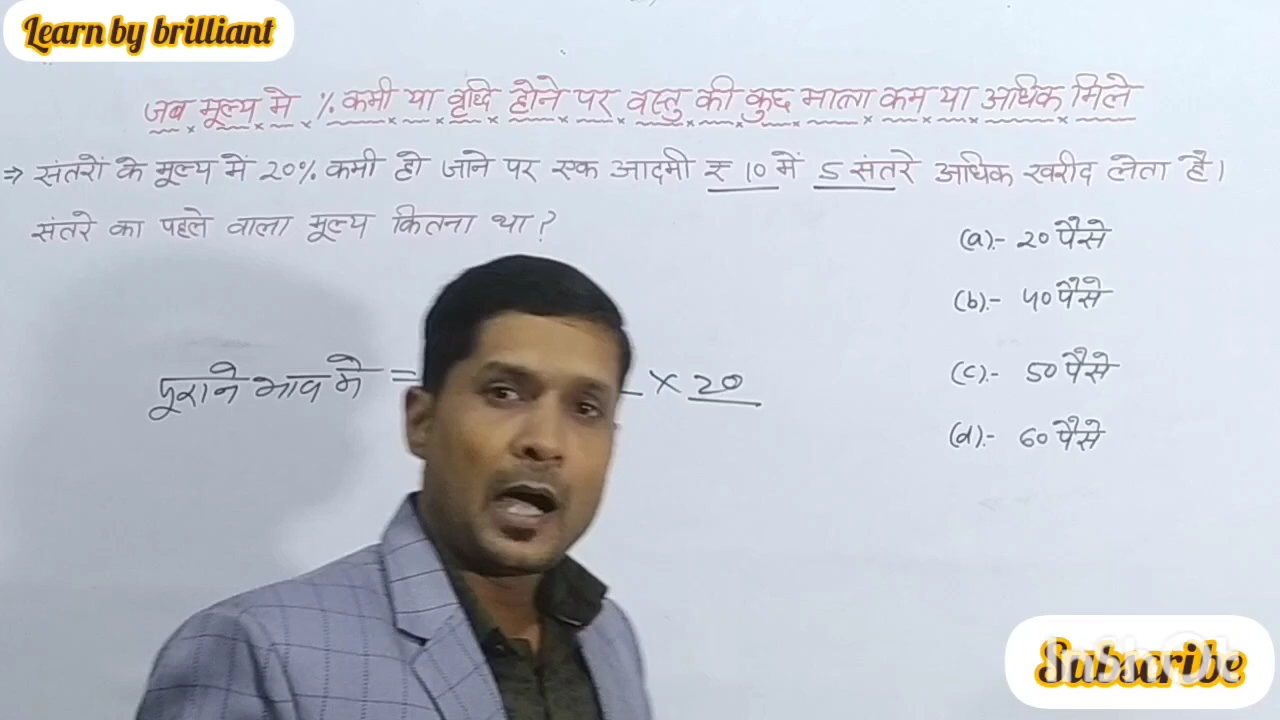 Learn by brilliant
जब मूल्य मे % कमी या वृद्धि होने पर वस्तु की कुछ मात्ला कम या अधिक मिले
⇒ संतरों के मूल्य में 20% कमी हो जाने पर एक आदमी ₹ 10 में 5 संतरे अधिक खरीद लेता है।
संतरे का पहले वाला मूल्य कितना था?
(a):- 20 पैसे
(b):- 40 पैसे
(c):- 50 पैसे
(d):- 60 पैसे
पूराने भाव मे = × 20
Subscribe